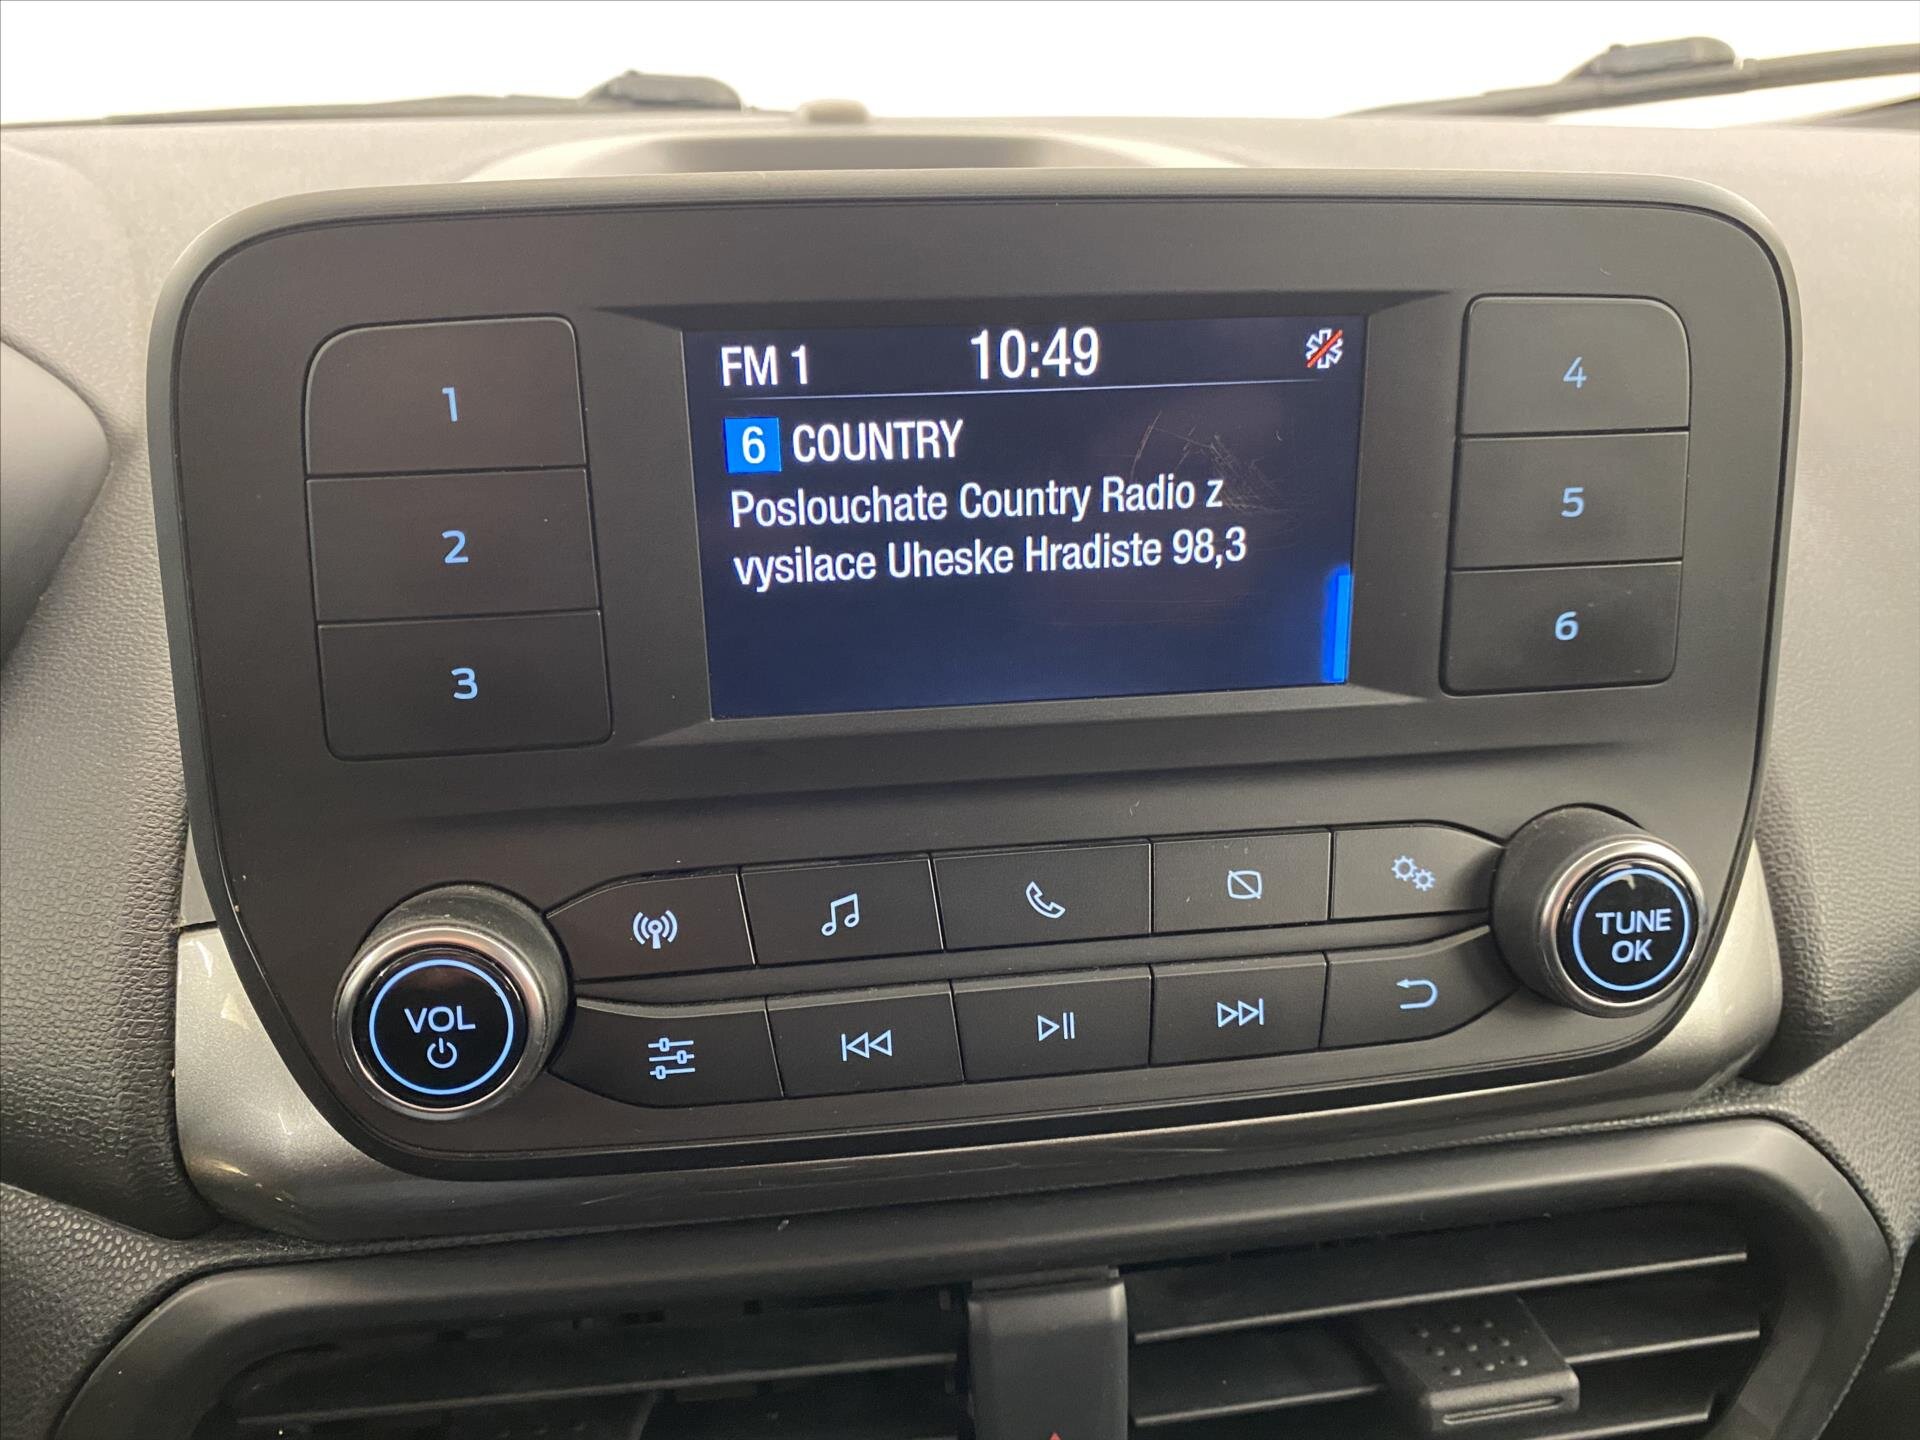 FM 1 10:49
6 COUNTRY
Poslouchate Country Radio z
vysilace Uheske Hradiste 98,3
1
2
3
4
5
6
VOL
TUNE
OK